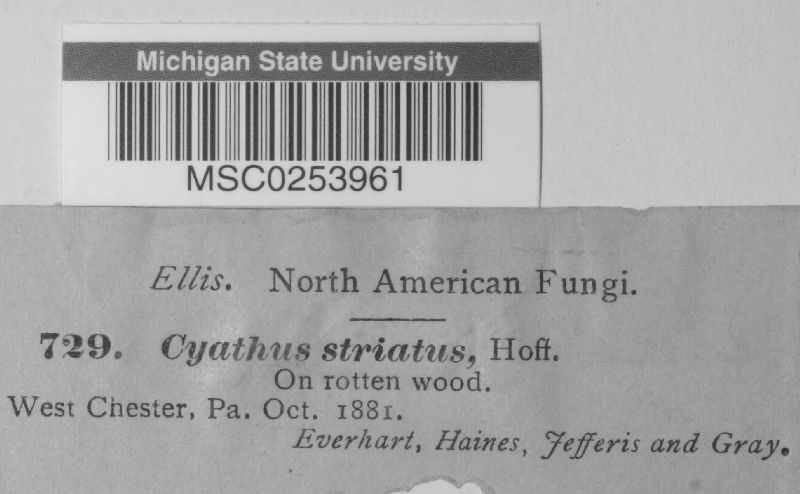 Michigan State University
MSC0253961
Ellis. North American Fungi.
729. Cyathus striatus, Hoff.
On rotten wood.
West Chester, Pa. Oct. 1881.
Everhart, Haines, Jefferis and Gray.